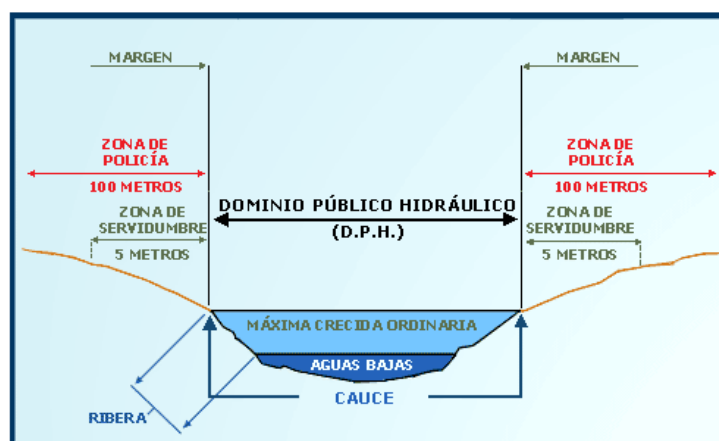 MARGEN
MARGEN
ZONA DE
POLICÍA
100 METROS
ZONA DE
POLICÍA
100 METROS
DOMINIO PÚBLICO HIDRÁULICO
(D.P.H.)
ZONA DE
SERVIDUMBRE
5 METROS
ZONA DE
SERVIDUMBRE
5 METROS
MÁXIMA CRECIDA ORDINARIA
AGUAS BAJAS
CAUCE
RIBERA